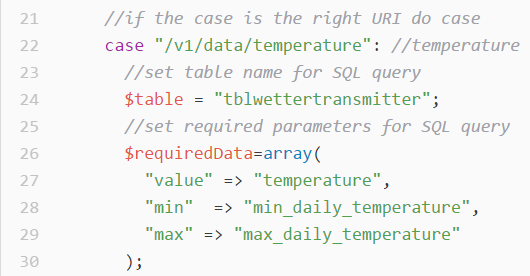 21 //if the case is the right URI do case
22 case "/v1/data/temperature": //temperature
23 //set table name for SQL query
24 $table = "tblwettertransmitter";
25 //set required parameters for SQL query
26 $requiredData=array(
27 "value" => "temperature",
28 "min"  => "min_daily_temperature",
29 "max" => "max_daily_temperature"
30 );